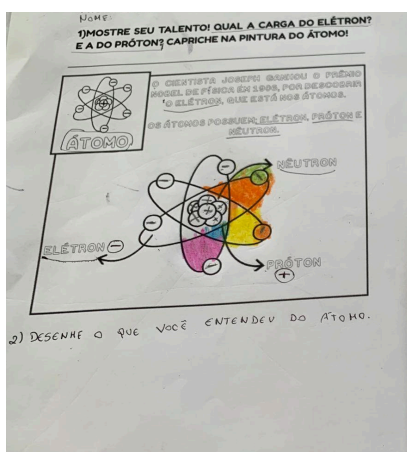 NOME:
1)MOSTRE SEU TALENTO! QUAL A CARGA DO ELÉTRON?
E A DO PRÓTON? CAPRICHE NA PINTURA DO ÁTOMO!
O CIENTISTA JOSEPH GANHOU O PRÊMIO
NOBEL DE FÍSICA EM 1906, POR DESCOBRIR
O ELÉTRON, QUE ESTÁ NOS ÁTOMOS.
OS ÁTOMOS POSSUEM: ELÉTRON, PRÓTON E
NÊUTRON.
ÁTOMO
NÊUTRON
ELÉTRON
PRÓTON
2) DESENHE O QUE VOCÊ ENTENDEU DO ÁTOMO.